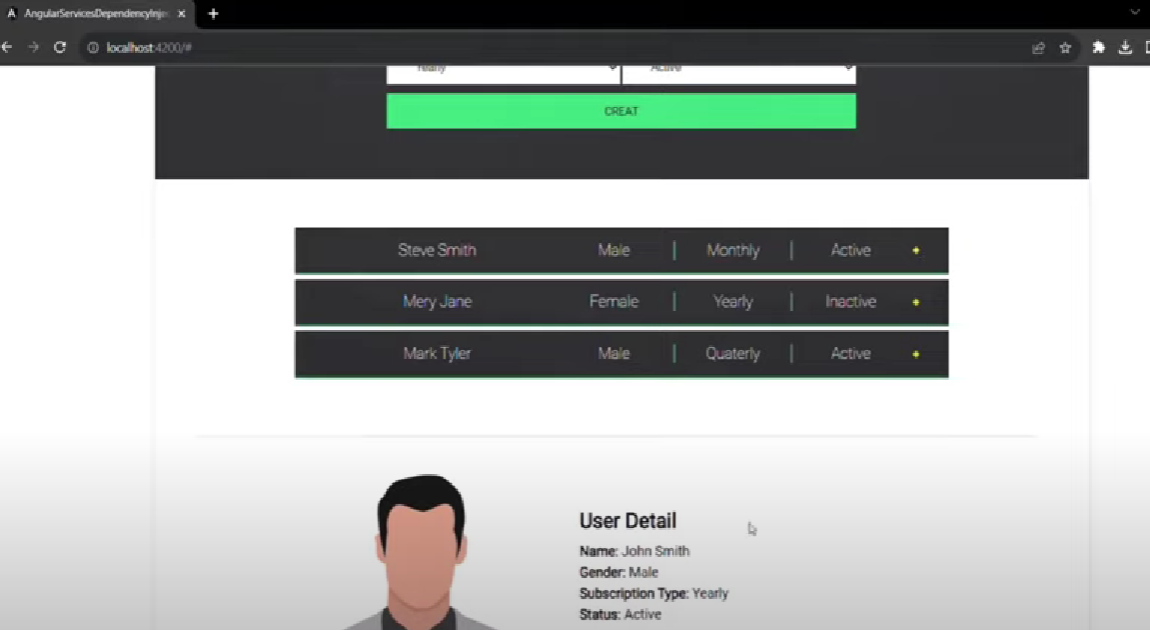 AngularServicesDependencyInje
localhost:4200/#
Yearly Active
CREAT
Steve Smith Male | Monthly | Active +
Mery Jane Female | Yearly | Inactive +
Mark Tyler Male | Quaterly | Active +
User Detail
Name: John Smith
Gender: Male
Subscription Type: Yearly
Status: Active